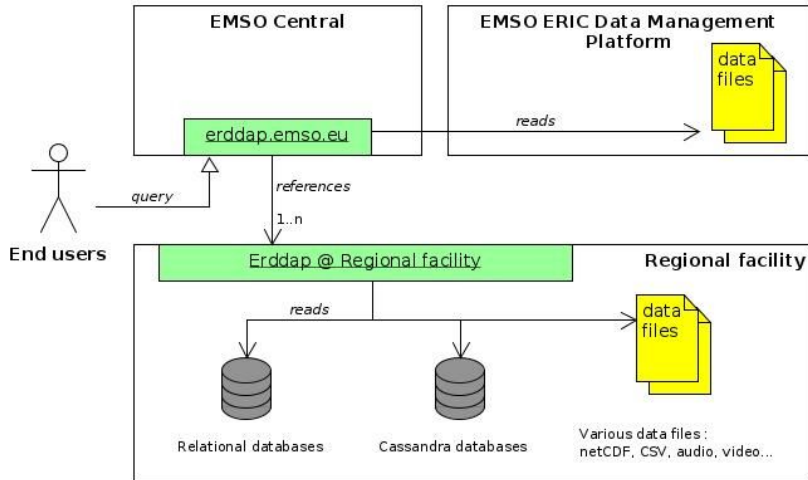 EMSO Central
EMSO ERIC Data Management
Platform
data
files
erddap.emso.eu
reads
query
references
1..n
End users
Erddap @ Regional facility
Regional facility
reads
data
files
Relational databases
Cassandra databases
Various data files :
netCDF, CSV, audio, video...